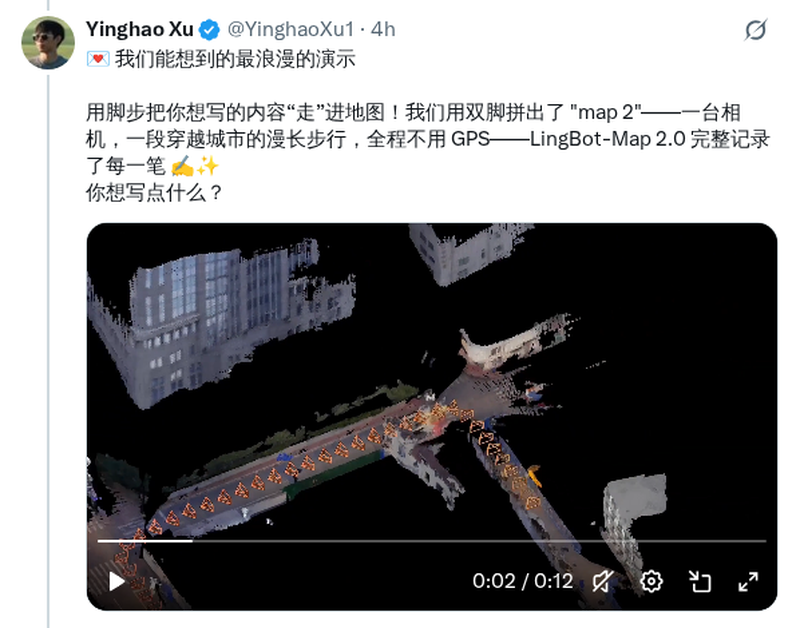 Yinghao Xu @YinghaoXu1 · 4h
💌 我们能想到的最浪漫的演示
用脚步把你想写的内容“走”进地图！我们用双脚拼出了 "map 2"——一台相
机，一段穿越城市的漫长步行，全程不用 GPS——LingBot-Map 2.0 完整记录
了每一笔 ✍️✨
你想写点什么？
0:02 / 0:12